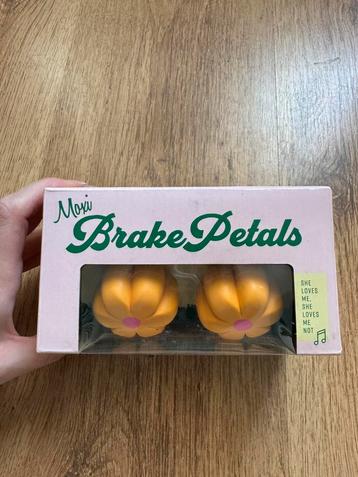 Moxi
Brake Petals
SHE
LOVES
ME,
SHE
LOVES
ME
NOT